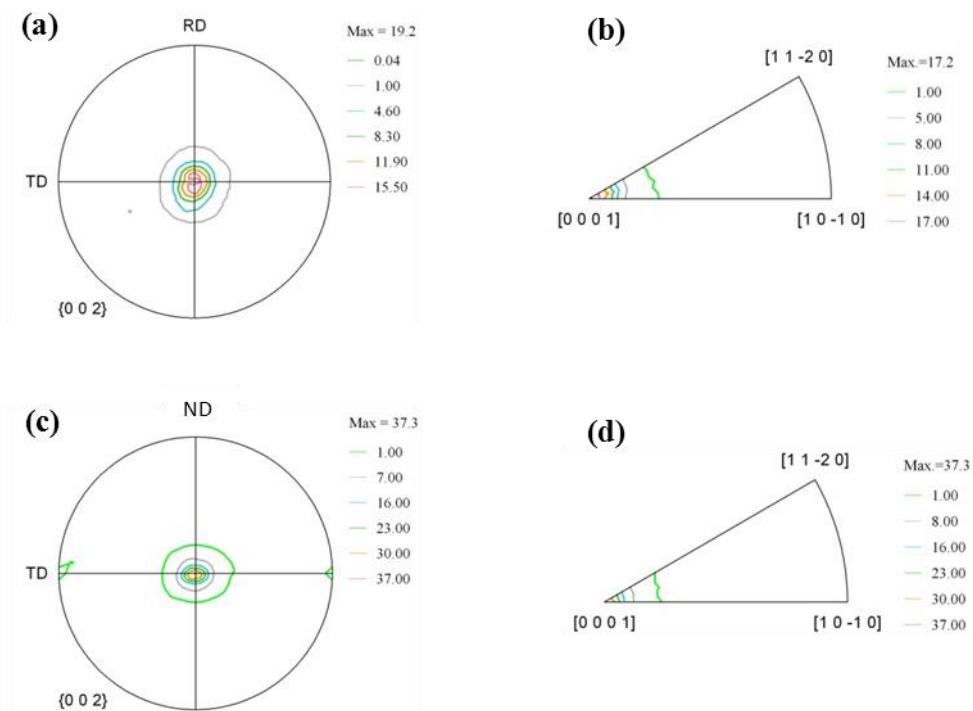 (a)
RD
Max = 19.2
0.04
1.00
4.60
8.30
11.90
15.50
TD
{0 0 2}
(b)
[1 1 -2 0]
Max.=17.2
1.00
5.00
8.00
11.00
14.00
17.00
[0 0 0 1]
[1 0 -1 0]
(c)
ND
Max = 37.3
1.00
7.00
16.00
23.00
30.00
37.00
TD
{0 0 2}
(d)
[1 1 -2 0]
Max.=37.3
1.00
8.00
16.00
23.00
30.00
37.00
[0 0 0 1]
[1 0 -1 0]